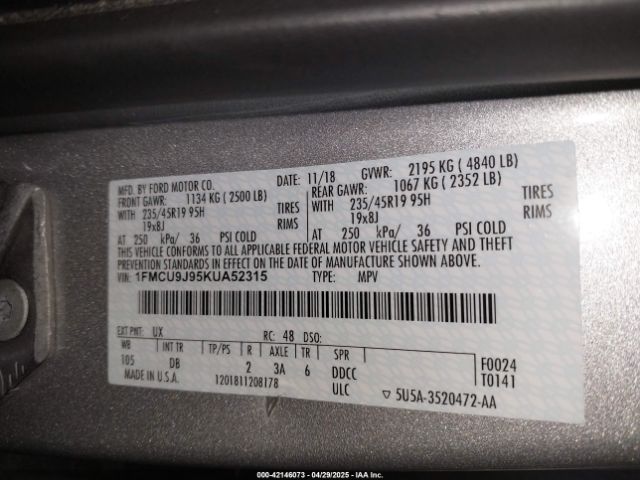 MFD. BY FORD MOTOR CO. DATE: 11/18 GVWR: 2195 KG ( 4840 LB)
FRONT GAWR: 1134 KG ( 2500 LB) REAR GAWR: 1067 KG ( 2352 LB)
WITH 235/45R19 95H TIRES WITH 235/45R19 95H TIRES
19x8J RIMS 19x8J RIMS
AT 250 kPa/ 36 PSI COLD AT 250 kPa/ 36 PSI COLD
THIS VEHICLE CONFORMS TO ALL APPLICABLE FEDERAL MOTOR VEHICLE SAFETY AND THEFT
PREVENTION STANDARDS IN EFFECT ON THE DATE OF MANUFACTURE SHOWN ABOVE.
VIN: 1FMCU9J95KUA52315 TYPE: MPV
EXT PNT: UX RC: 48 DSO:
WB INT TR TP/PS R AXLE TR SPR
105 DB 2 3A 6 DDCC F0024
MADE IN U.S.A. 1201811208178 ULC T0141
▽ 5U5A-3520472-AA
000-42146073 - 04/29/2025 - IAA Inc.